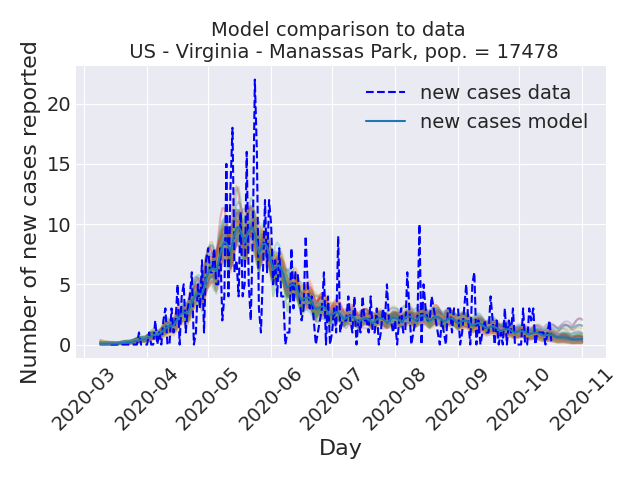 Model comparison to data
US - Virginia - Manassas Park, pop. = 17478
Number of new cases reported
20
15
10
5
0
new cases data
new cases model
2020-03
2020-04
2020-05
2020-06
2020-07
2020-08
2020-09
2020-10
2020-11
Day